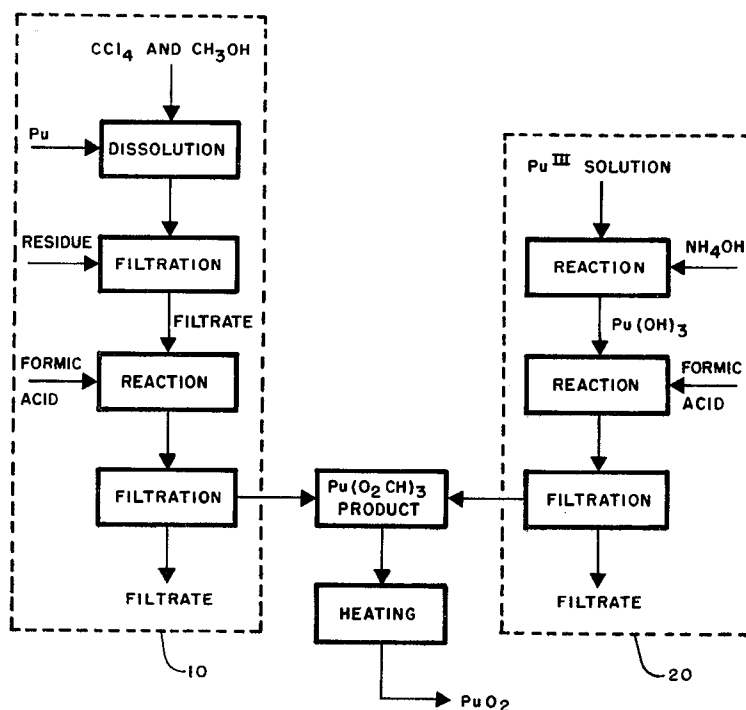 CCl4 AND CH3OH
Pu
DISSOLUTION
RESIDUE
FILTRATION
FILTRATE
FORMIC
ACID
REACTION
FILTRATION
FILTRATE
10
Pu(O2CH)3
PRODUCT
HEATING
PuO2
Pu III SOLUTION
REACTION
NH4OH
Pu(OH)3
REACTION
FORMIC
ACID
FILTRATION
FILTRATE
20